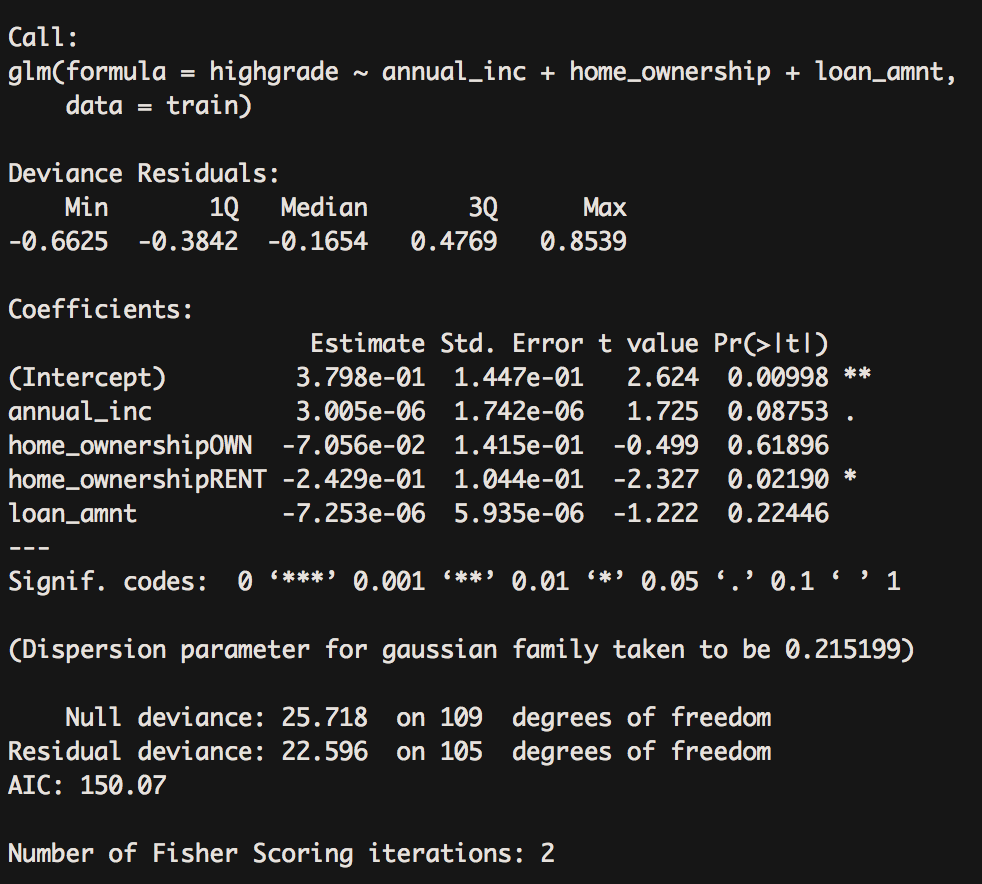 Call:
glm(formula = highgrade ~ annual_inc + home_ownership + loan_amnt,
    data = train)

Deviance Residuals:
    Min       1Q   Median       3Q      Max
-0.6625  -0.3842  -0.1654   0.4769   0.8539

Coefficients:
                     Estimate Std. Error t value Pr(>|t|)
(Intercept)         3.798e-01  1.447e-01   2.624  0.00998 **
annual_inc          3.005e-06  1.742e-06   1.725  0.08753 .
home_ownershipOWN  -7.056e-02  1.415e-01  -0.499  0.61896
home_ownershipRENT -2.429e-01  1.044e-01  -2.327  0.02190 *
loan_amnt          -7.253e-06  5.935e-06  -1.222  0.22446
---
Signif. codes:  0 ‘***’ 0.001 ‘**’ 0.01 ‘*’ 0.05 ‘.’ 0.1 ‘ ’ 1

(Dispersion parameter for gaussian family taken to be 0.215199)

    Null deviance: 25.718  on 109  degrees of freedom
Residual deviance: 22.596  on 105  degrees of freedom
AIC: 150.07

Number of Fisher Scoring iterations: 2